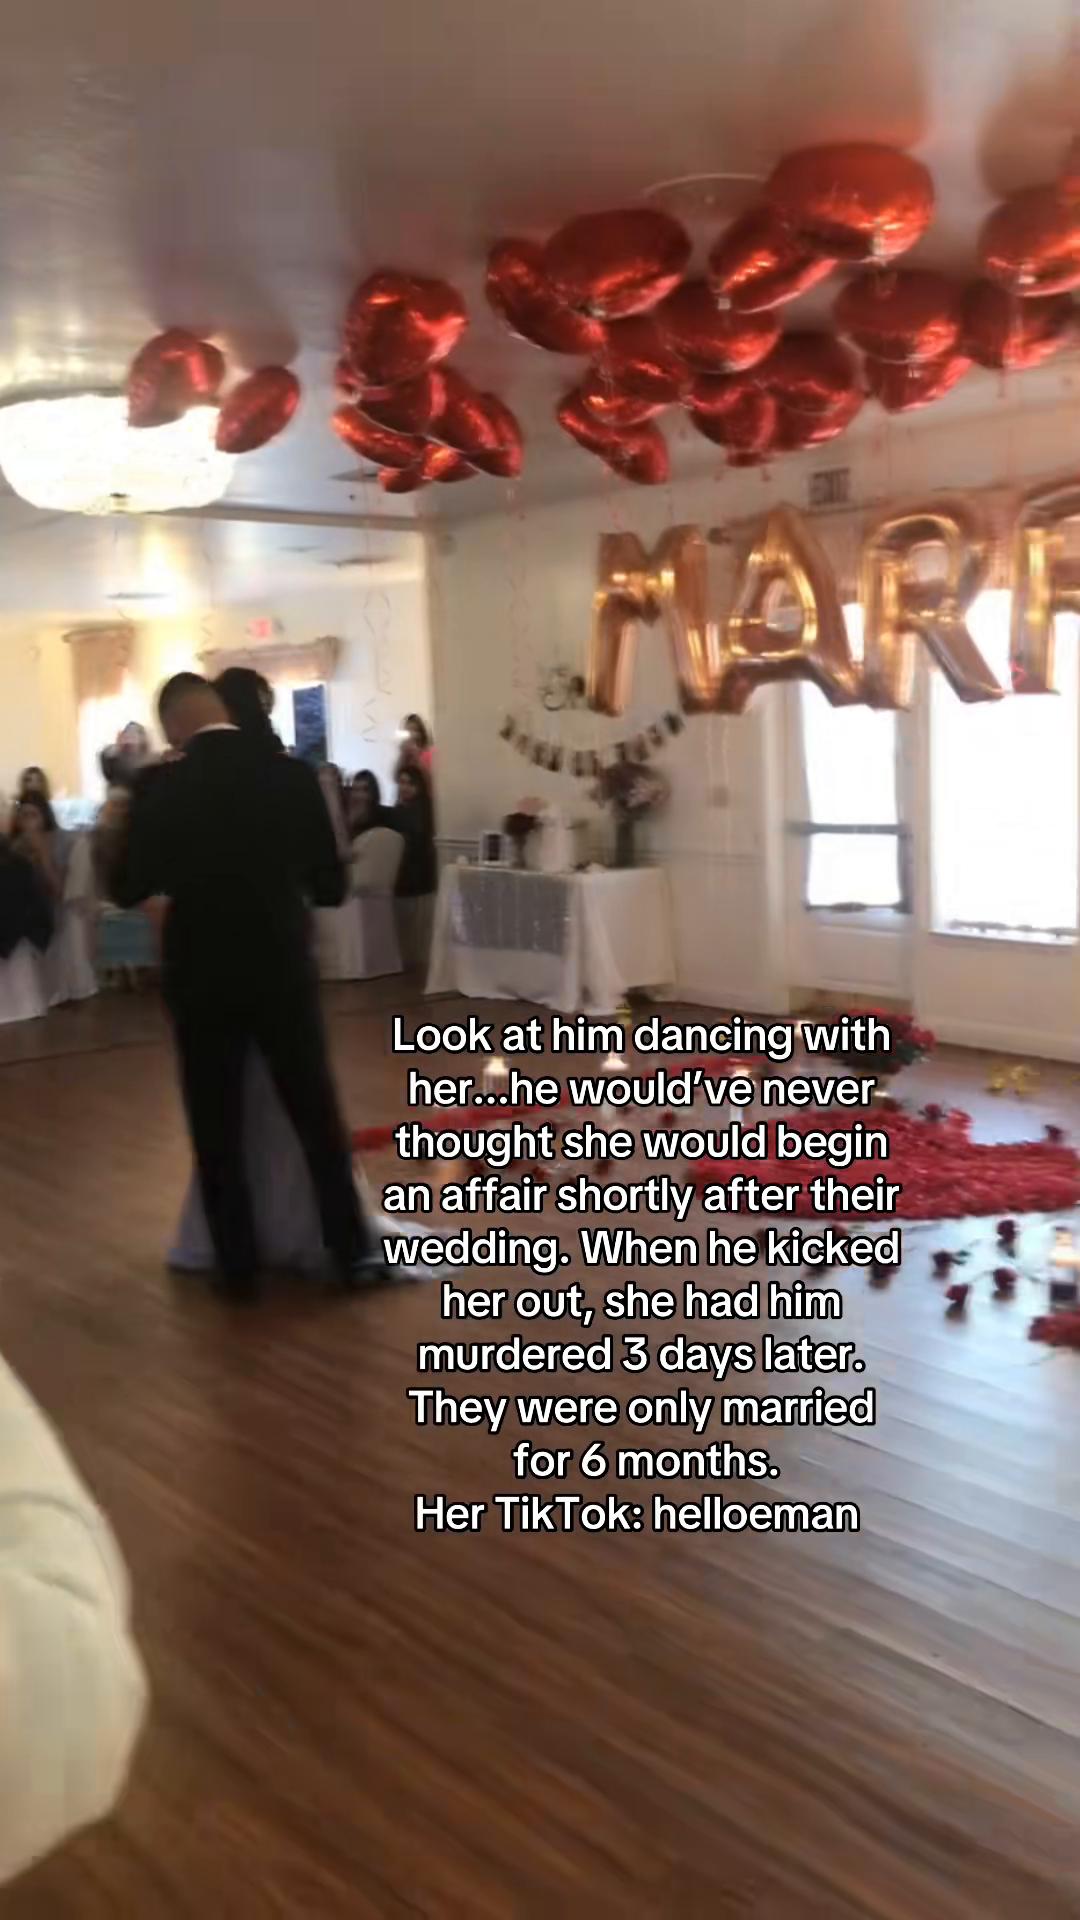 EXIT
MARR
Look at him dancing with
her...he would've never
thought she would begin
an affair shortly after their
wedding. When he kicked
her out, she had him
murdered 3 days later.
They were only married
for 6 months.
Her TikTok: helloeman